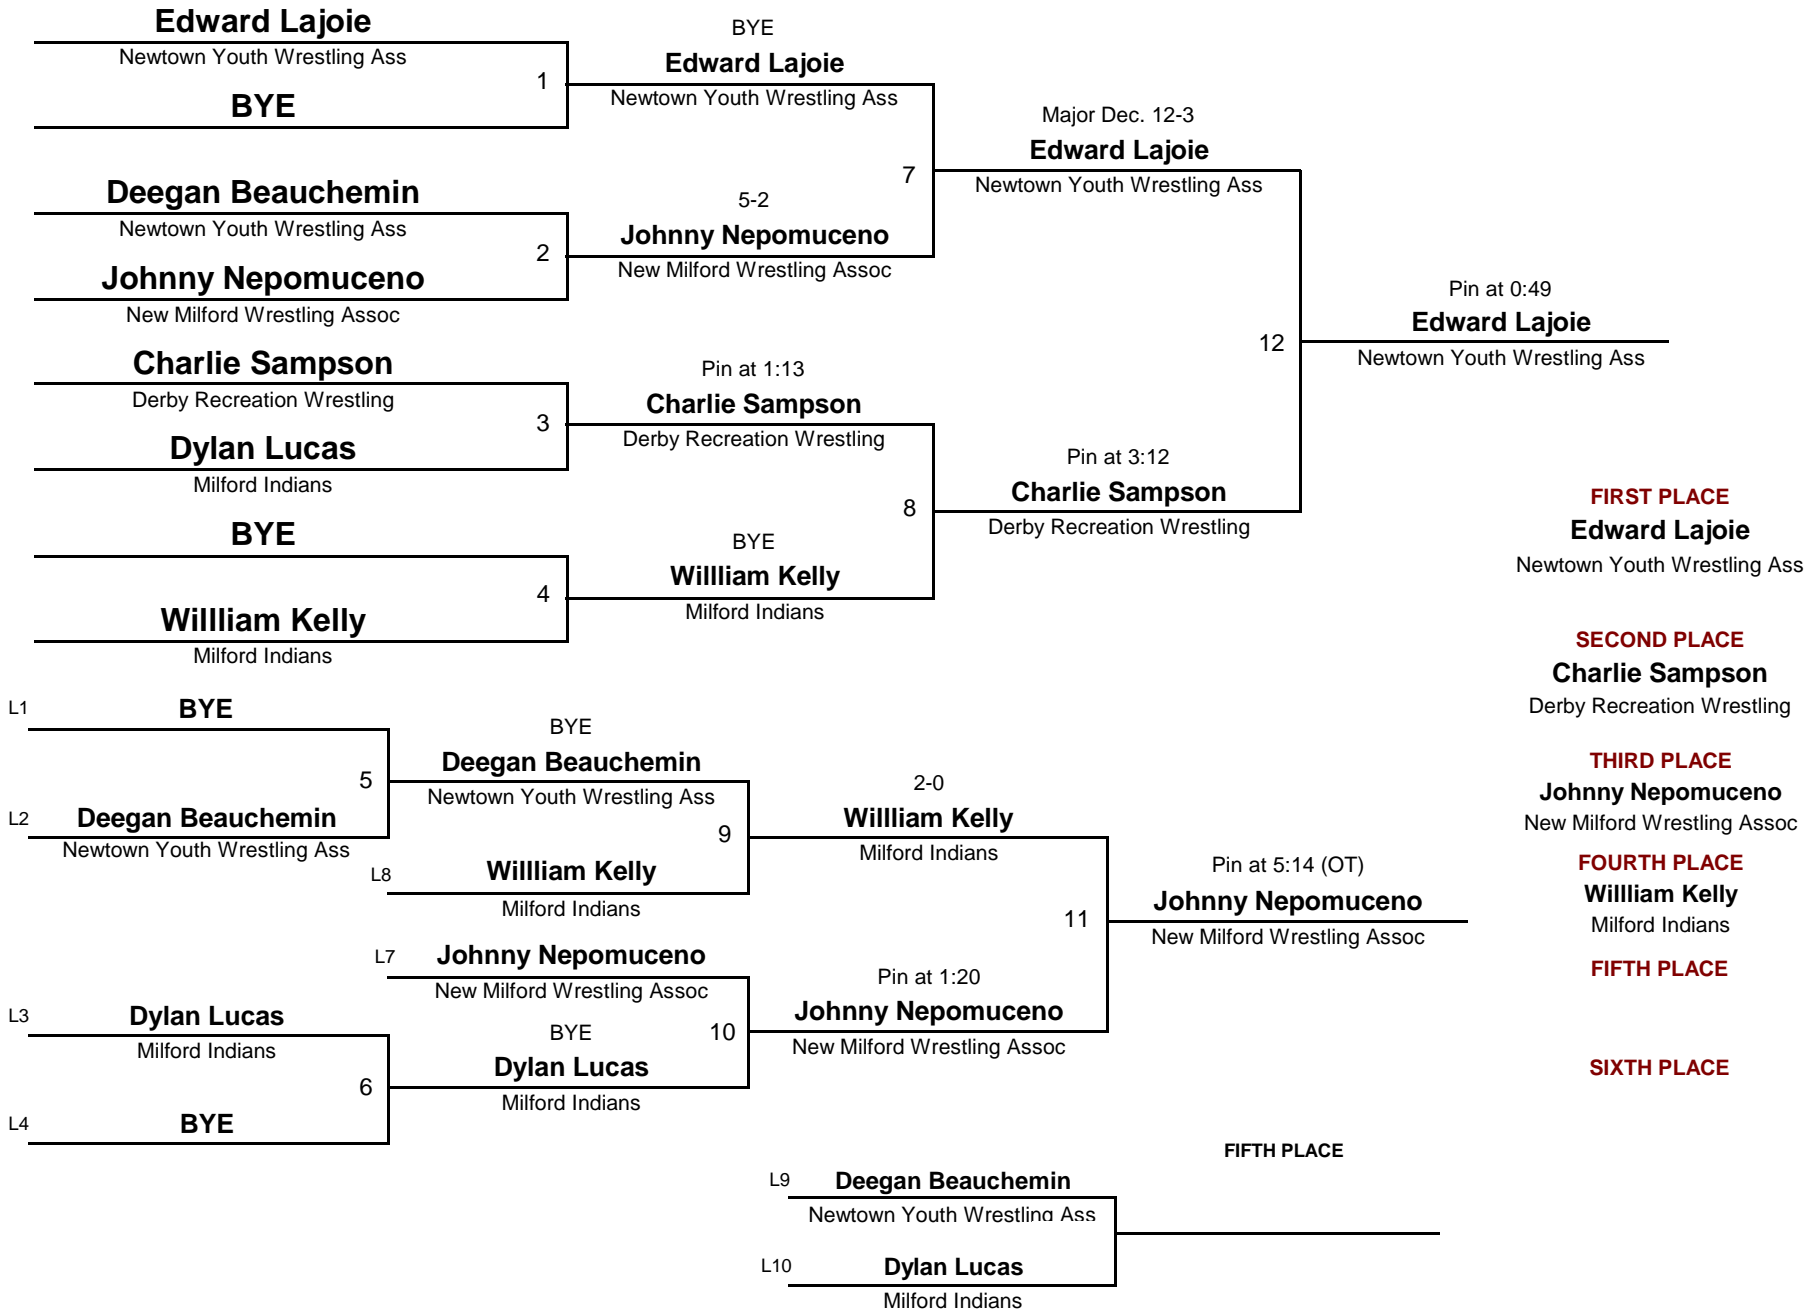 Edward Lajoie
Newtown Youth Wrestling Ass
1
BYE
BYE
Edward Lajoie
Newtown Youth Wrestling Ass
Deegan Beauchemin
Newtown Youth Wrestling Ass
2
Johnny Nepomuceno
New Milford Wrestling Assoc
5-2
Johnny Nepomuceno
New Milford Wrestling Assoc
7
Major Dec. 12-3
Edward Lajoie
Newtown Youth Wrestling Ass
Charlie Sampson
Derby Recreation Wrestling
3
Dylan Lucas
Milford Indians
Pin at 1:13
Charlie Sampson
Derby Recreation Wrestling
BYE
4
Willliam Kelly
Milford Indians
BYE
Willliam Kelly
Milford Indians
8
Pin at 3:12
Charlie Sampson
Derby Recreation Wrestling
12
Pin at 0:49
Edward Lajoie
Newtown Youth Wrestling Ass
FIRST PLACE
Edward Lajoie
Newtown Youth Wrestling Ass
SECOND PLACE
Charlie Sampson
Derby Recreation Wrestling
THIRD PLACE
Johnny Nepomuceno
New Milford Wrestling Assoc
FOURTH PLACE
Willliam Kelly
Milford Indians
FIFTH PLACE
SIXTH PLACE
L1
BYE
5
L2
Deegan Beauchemin
Newtown Youth Wrestling Ass
BYE
Deegan Beauchemin
Newtown Youth Wrestling Ass
9
L8
Willliam Kelly
Milford Indians
2-0
Willliam Kelly
Milford Indians
L7
Johnny Nepomuceno
New Milford Wrestling Assoc
L3
Dylan Lucas
Milford Indians
6
L4
BYE
BYE
Dylan Lucas
Milford Indians
10
Pin at 1:20
Johnny Nepomuceno
New Milford Wrestling Assoc
11
Pin at 5:14 (OT)
Johnny Nepomuceno
New Milford Wrestling Assoc
FIFTH PLACE
L9
Deegan Beauchemin
Newtown Youth Wrestling Ass
L10
Dylan Lucas
Milford Indians